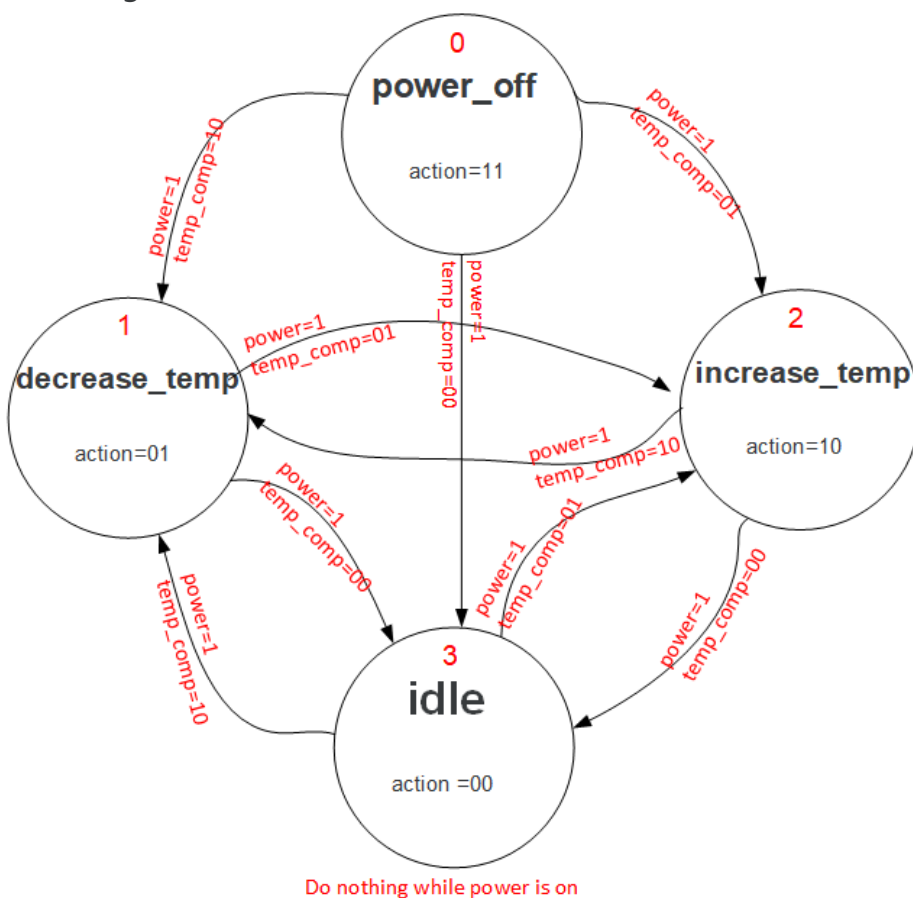 0
power_off
action=11
power=1
temp_comp=10
power=1
temp_comp=01
power=1
temp_comp=00
1
decrease_temp
action=01
power=1
temp_comp=01
2
increase_temp
action=10
power=1
temp_comp=10
power=1
temp_comp=00
power=1
temp_comp=01
power=1
temp_comp=00
power=1
temp_comp=10
3
idle
action =00
Do nothing while power is on